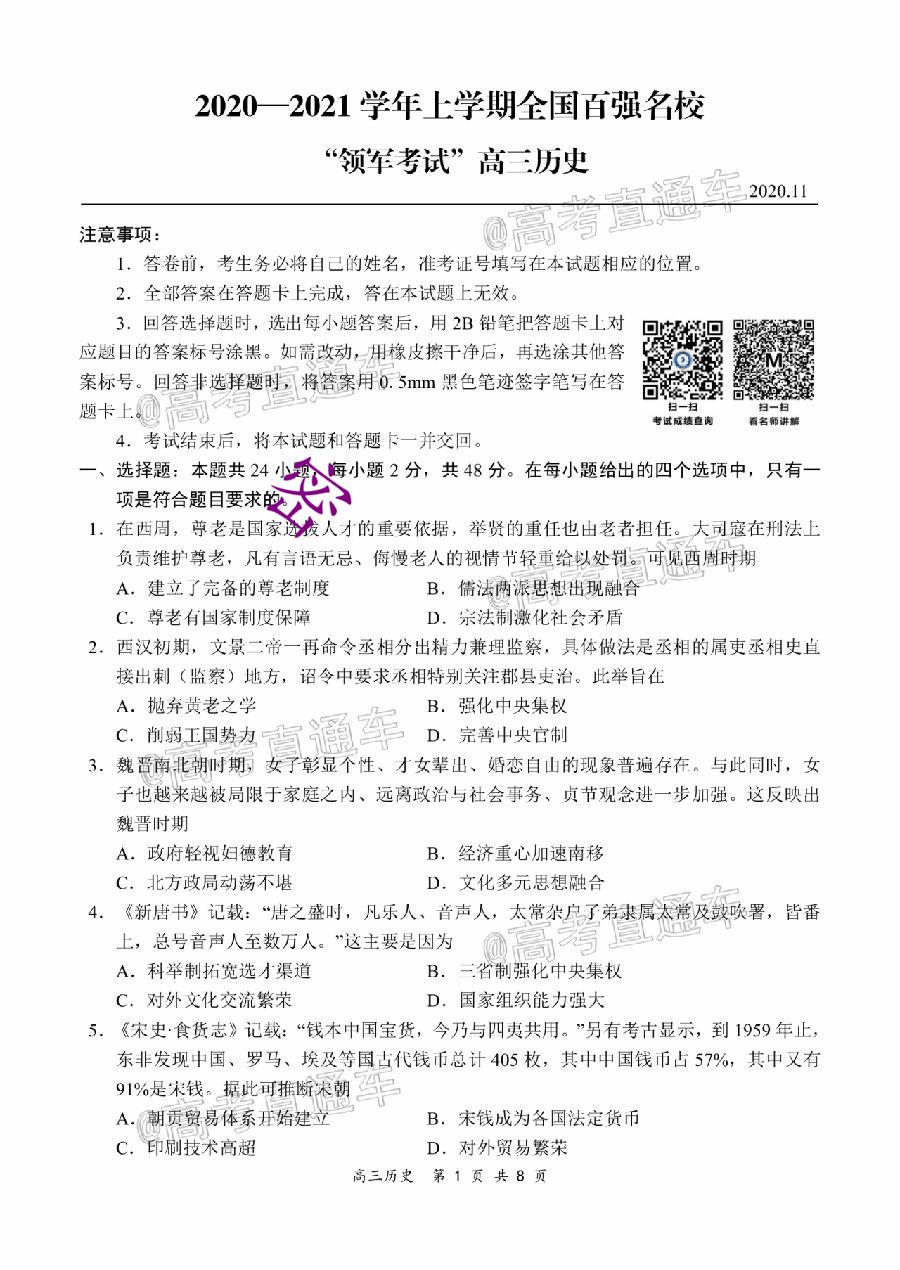 2020—2021 学年上学期全国百强名校
“领军考试”高三历史
2020.11
注意事项：
1．答卷前，考生务必将自己的姓名，准考证号填写在本试题相应的位置。
2．全部答案在答题卡上完成，答在本试题上无效。
3．回答选择题时，选出每小题答案后，用 2B 铅笔把答题卡上对
应题目的答案标号涂黑。如需改动，用橡皮擦干净后，再选涂其他答
案标号。回答非选择题时，将答案用 0.5mm 黑色笔迹签字笔写在答
题卡上。
扫一扫
考试成绩查询
M
扫一扫
看名师讲解
4．考试结束后，将本试题和答题卡一并交回。
一、选择题：本题共 24 小题，每小题 2 分，共 48 分。在每小题给出的四个选项中，只有一
项是符合题目要求的。
密
1．在西周，尊老是国家选拔人才的重要依据，举贤的重任也由老者担任。大司寇在刑法上
负责维护尊老，凡有言语无忌、侮慢老人的视情节轻重给以处罚。可见西周时期
A．建立了完备的尊老制度 B．儒法两派思想出现融合
C．尊老有国家制度保障 D．宗法制激化社会矛盾
2．西汉初期，文景二帝一再命令丞相分出精力兼理监察，具体做法是丞相的属吏丞相史直
接出刺（监察）地方，诏令中要求丞相特别关注郡县吏治。此举旨在
A．抛弃黄老之学 B．强化中央集权
C．削弱王国势力 D．完善中央官制
3．魏晋南北朝时期，女子彰显个性、才女辈出、婚恋自由的现象普遍存在。与此同时，女
子也越来越被局限于家庭之内、远离政治与社会事务、贞节观念进一步加强。这反映出
魏晋时期
A．政府轻视妇德教育 B．经济重心加速南移
C．北方政局动荡不堪 D．文化多元思想融合
4．《新唐书》记载：“唐之盛时，凡乐人、音声人，太常杂户子弟隶属太常及鼓吹署，皆番
上，总号音声人至数万人。”这主要是因为
A．科举制拓宽选才渠道 B．三省制强化中央集权
C．对外文化交流繁荣 D．国家组织能力强大
5．《宋史·食货志》记载：“钱本中国宝货，今乃与四夷共用。”另有考古显示，到 1959 年止，
东非发现中国、罗马、埃及等国古代钱币总计 405 枚，其中中国钱币占 57%，其中又有
91%是宋钱。据此可推断宋朝
A．朝贡贸易体系开始建立 B．宋钱成为各国法定货币
C．印刷技术高超 D．对外贸易繁荣
高三历史 第 1 页 共 8 页
@高考直通车
@高考直通车
@高考直通车
@高考直通车
@高考直通车
@高考直通车